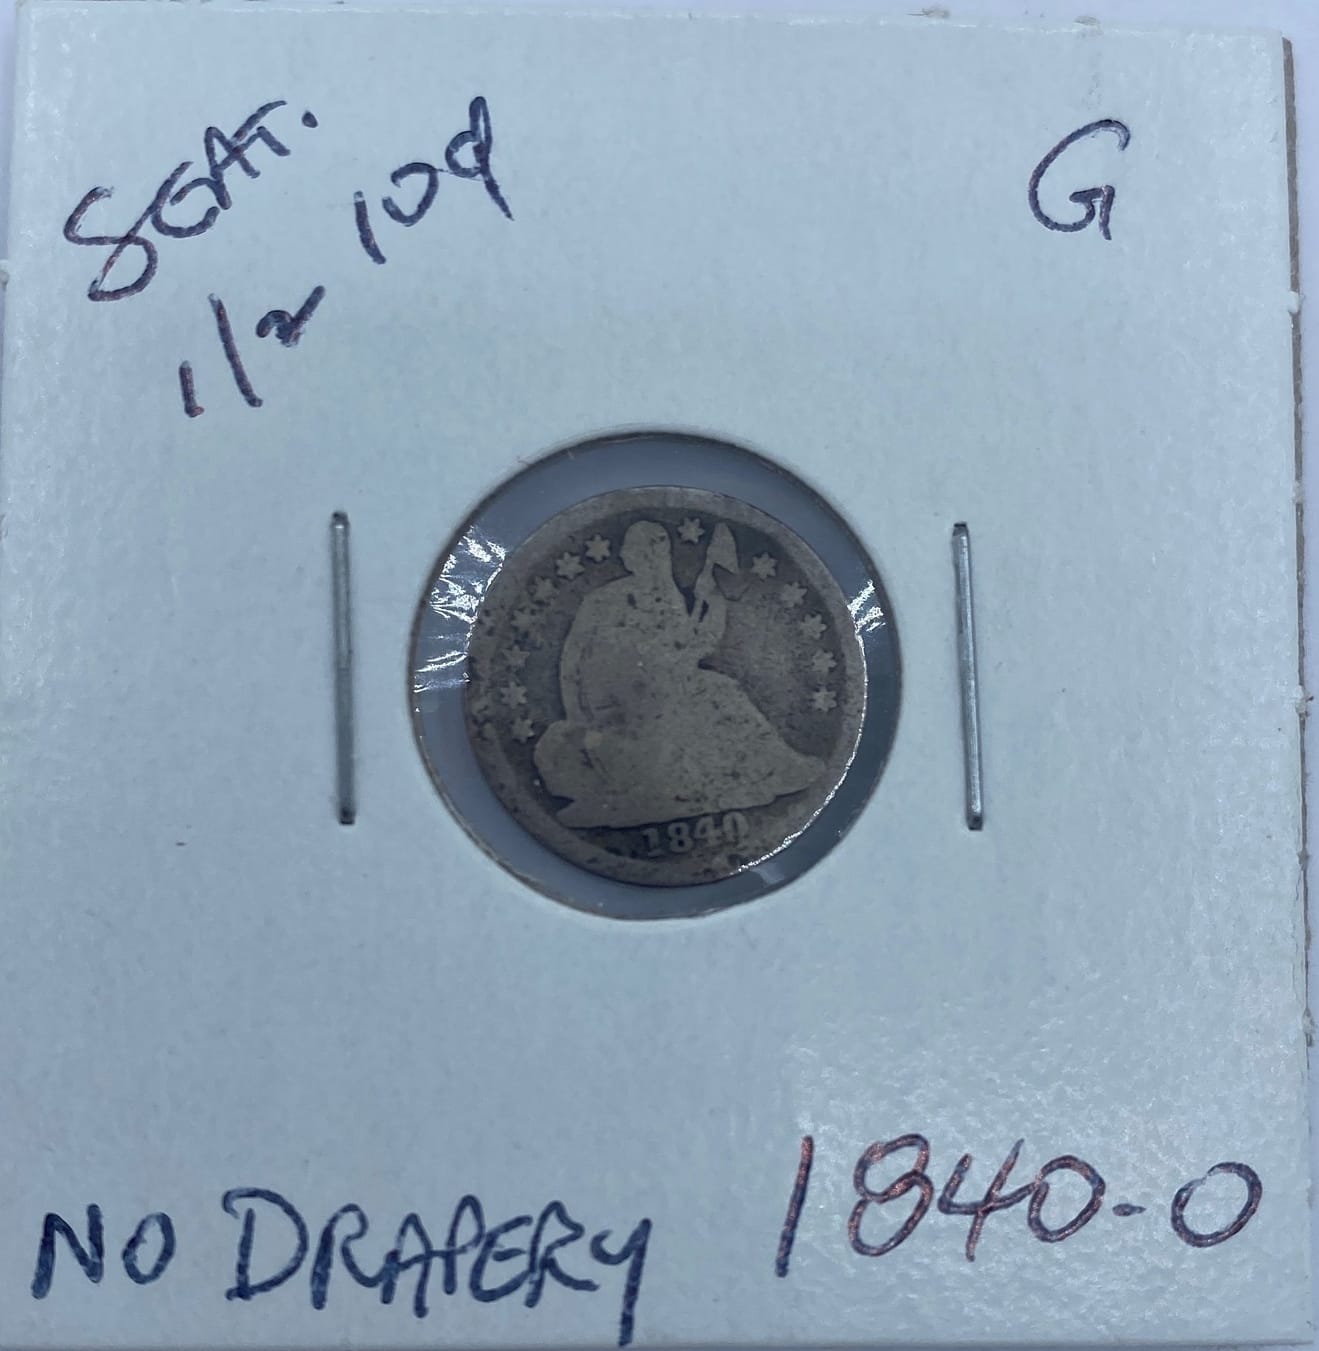 SEAT.
1/2 10¢
G
1840
NO DRAPERY
1840-O